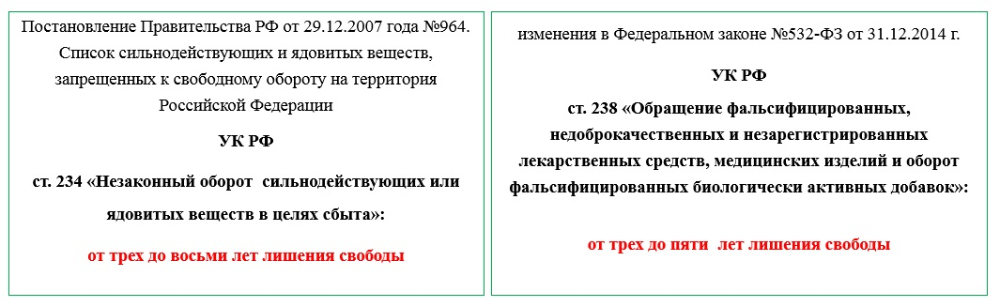 Постановление Правительства РФ от 29.12.2007 года №964.
Список сильнодействующих и ядовитых веществ,
запрещенных к свободному обороту на территория
Российской Федерации
УК РФ
ст. 234 «Незаконный оборот  сильнодействующих или
ядовитых веществ в целях сбыта»:
от трех до восьми лет лишения свободы
изменения в Федеральном законе №532-ФЗ от 31.12.2014 г.
УК РФ
ст. 238 «Обращение фальсифицированных,
недоброкачественных и незарегистрированных
лекарственных средств, медицинских изделий и оборот
фальсифицированных биологически активных добавок»:
от трех до пяти  лет лишения свободы